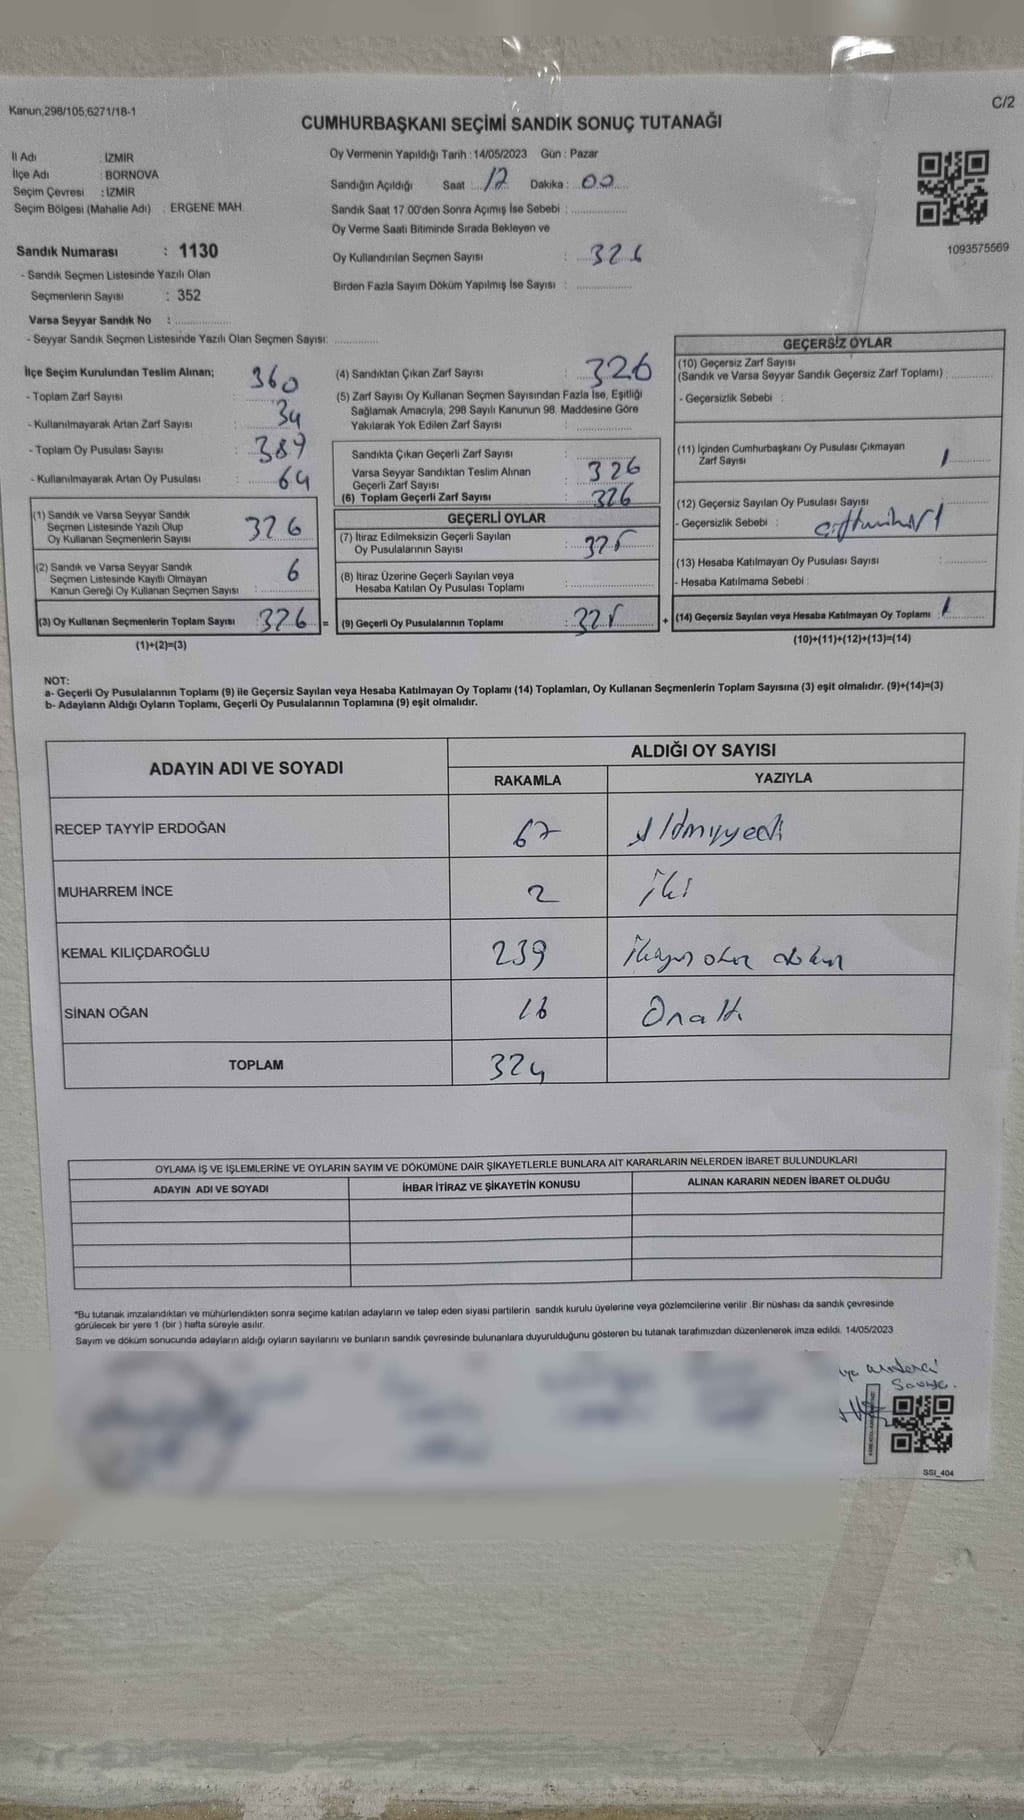 Kanun;298/105,6271/18-1
C/2
CUMHURBAŞKANI SEÇİMİ SANDIK SONUÇ TUTANAĞI
İl Adı : İZMİR
İlçe Adı : BORNOVA
Seçim Çevresi : İZMİR
Seçim Bölgesi (Mahalle Adı) : ERGENE MAH.
Sandık Numarası : 1130
- Sandık Seçmen Listesinde Yazılı Olan
Seçmenlerin Sayısı : 352
Varsa Seyyar Sandık No :
- Seyyar Sandık Seçmen Listesinde Yazılı Olan Seçmen Sayısı:
Oy Vermenin Yapıldığı Tarih : 14/05/2023 Gün : Pazar
Sandığın Açıldığı Saat 17 Dakika : 00
Sandık Saat 17.00'den Sonra Açımış İse Sebebi :
Oy Verme Saati Bitiminde Sırada Bekleyen ve
Oy Kullandırılan Seçmen Sayısı : 326
Birden Fazla Sayım Döküm Yapılmış İse Sayısı :
1093575569
İlçe Seçim Kurulundan Teslim Alınan;
- Toplam Zarf Sayısı : 360
- Kullanılmayarak Artan Zarf Sayısı : 34
- Toplam Oy Pusulası Sayısı : 389
- Kullanılmayarak Artan Oy Pusulası : 64
(1) Sandık ve Varsa Seyyar Sandık
Seçmen Listesinde Yazılı Olup
Oy Kullanan Seçmenlerin Sayısı 326
(2) Sandık ve Varsa Seyyar Sandık
Seçmen Listesinde Kayıtlı Olmayan
Kanun Gereği Oy Kullanan Seçmen Sayısı : 6
(3) Oy Kullanan Seçmenlerin Toplam Sayısı : 326 =
(1)+(2)=(3)
(4) Sandıktan Çıkan Zarf Sayısı : 326
(5) Zarf Sayısı Oy Kullanan Seçmen Sayısından Fazla İse, Eşitliği
Sağlamak Amacıyla, 298 Sayılı Kanunun 98. Maddesine Göre
Yakılarak Yok Edilen Zarf Sayısı :
Sandıkta Çıkan Geçerli Zarf Sayısı :
Varsa Seyyar Sandıktan Teslim Alınan
Geçerli Zarf Sayısı : 326
(6) Toplam Geçerli Zarf Sayısı : 326
GEÇERLİ OYLAR
(7) İtiraz Edilmeksizin Geçerli Sayılan
Oy Pusulalarının Sayısı : 325
(8) İtiraz Üzerine Geçerli Sayılan veya
Hesaba Katılan Oy Pusulası Toplamı :
(9) Geçerli Oy Pusulalarının Toplamı : 325 +
GEÇERSİZ OYLAR
(10) Geçersiz Zarf Sayısı
(Sandık ve Varsa Seyyar Sandık Geçersiz Zarf Toplamı) :
- Geçersizlik Sebebi :
(11) İçinden Cumhurbaşkanı Oy Pusulası Çıkmayan
Zarf Sayısı 1
(12) Geçersiz Sayılan Oy Pusulası Sayısı :
- Geçersizlik Sebebi :
(13) Hesaba Katılmayan Oy Pusulası Sayısı :
- Hesaba Katılmama Sebebi :
(14) Geçersiz Sayılan veya Hesaba Katılmayan Oy Toplamı : 1
(10)+(11)+(12)+(13)=(14)
NOT:
a- Geçerli Oy Pusulalarının Toplamı (9) ile Geçersiz Sayılan veya Hesaba Katılmayan Oy Toplamı (14) Toplamları, Oy Kullanan Seçmenlerin Toplam Sayısına (3) eşit olmalıdır. (9)+(14)=(3)
b- Adayların Aldığı Oyların Toplamı, Geçerli Oy Pusulalarının Toplamına (9) eşit olmalıdır.
ADAYIN ADI VE SOYADI
ALDIĞI OY SAYISI
RAKAMLA YAZIYLA
RECEP TAYYİP ERDOĞAN 67 Altmışyedi
MUHARREM İNCE 2 iki
KEMAL KILIÇDAROĞLU 239 ikiyüz otuz dokuz
SİNAN OĞAN 16 Onaltı
TOPLAM 324
OYLAMA İŞ VE İŞLEMLERİNE VE OYLARIN SAYIM VE DÖKÜMÜNE DAİR ŞİKAYETLERLE BUNLARA AİT KARARLARIN NELERDEN İBARET BULUNDUKLARI
ADAYIN ADI VE SOYADI İHBAR İTİRAZ VE ŞİKAYETİN KONUSU ALINAN KARARIN NEDEN İBARET OLDUĞU
*Bu tutanak imzalandıktan ve mühürlendikten sonra seçime katılan adayların ve talep eden siyasi partilerin sandık kurulu üyelerine veya gözlemcilerine verilir .Bir nüshası da sandık çevresinde
görülecek bir yere 1 (bir ) hafta süreyle asılır.
Sayım ve döküm sonucunda adayların aldığı oyların sayılarını ve bunların sandık çevresinde bulunanlara duyurulduğunu gösteren bu tutanak tarafımızdan düzenlenerek imza edildi. 14/05/2023
SSI_404